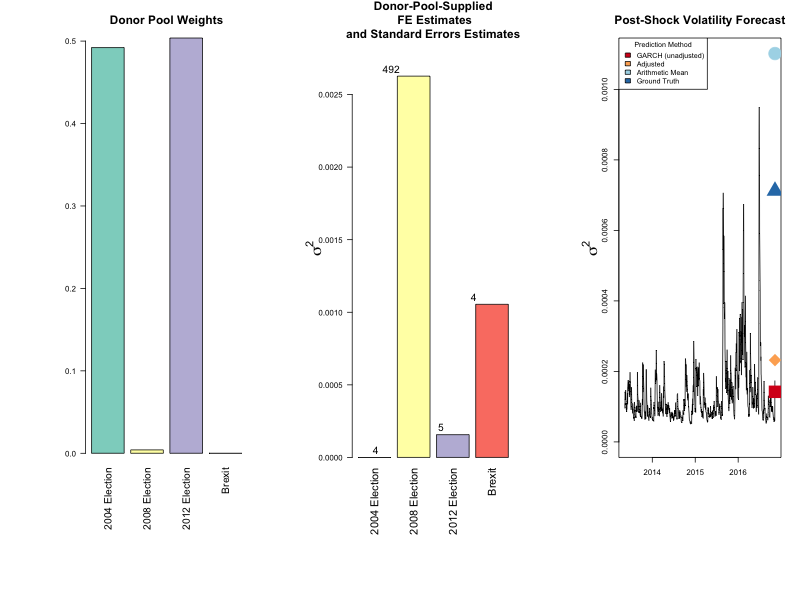 Donor Pool Weights
0.5
0.4
0.3
0.2
0.1
0.0
2004 Election
2008 Election
2012 Election
Brexit
Donor-Pool-Supplied
FE Estimates
and Standard Errors Estimates
σ2
0.0025
0.0020
0.0015
0.0010
0.0005
0.0000
4
492
5
4
2004 Election
2008 Election
2012 Election
Brexit
Post-Shock Volatility Forecast
Prediction Method
GARCH (unadjusted)
Adjusted
Arithmetic Mean
Ground Truth
σ2
0.0010
0.0008
0.0006
0.0004
0.0002
0.0000
2014
2015
2016